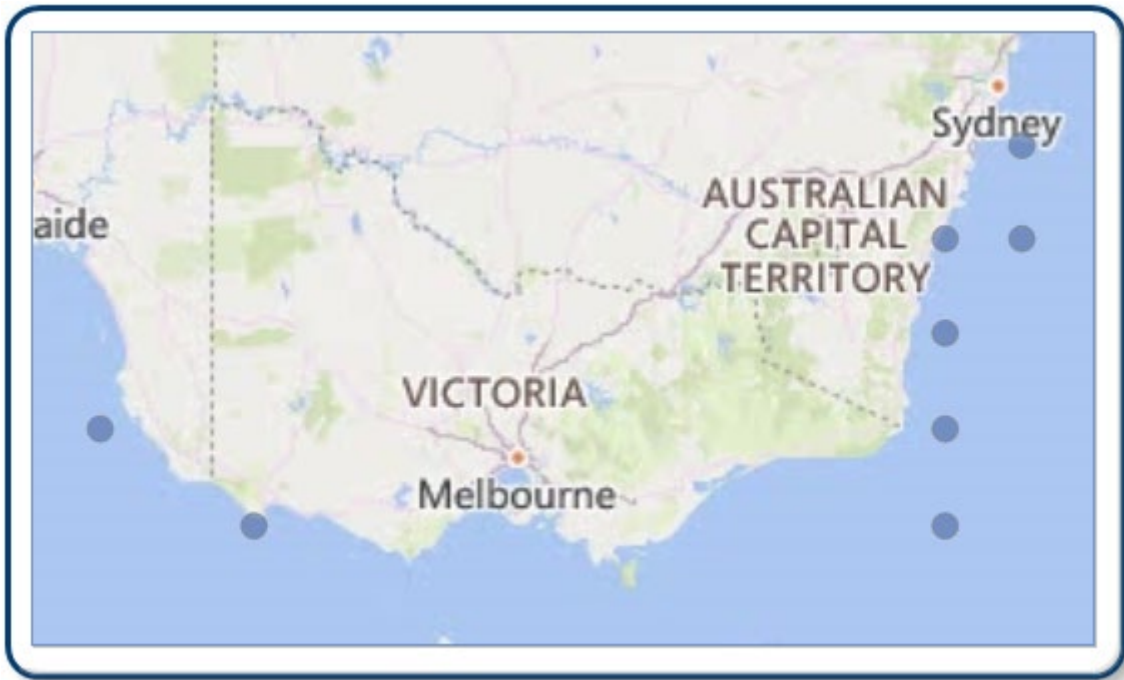 Sydney
AUSTRALIAN
CAPITAL
TERRITORY
aide
VICTORIA
Melbourne